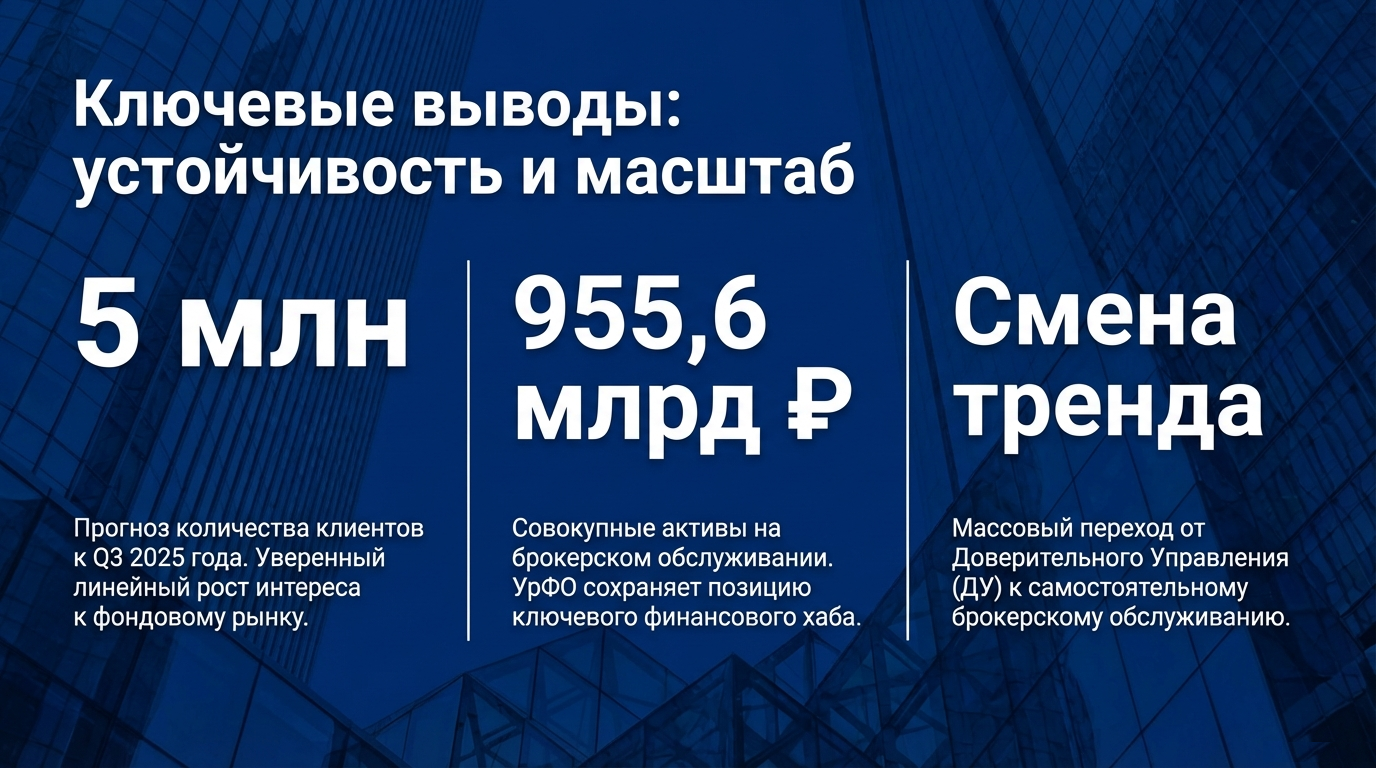 Ключевые выводы:
устойчивость и масштаб
5 млн
Прогноз количества клиентов
к Q3 2025 года. Уверенный
линейный рост интереса
к фондовому рынку.
955,6
млрд ₽
Совокупные активы на
брокерском обслуживании.
УрФО сохраняет позицию
ключевого финансового хаба.
Смена
тренда
Массовый переход от
Доверительного Управления
(ДУ) к самостоятельному
брокерскому обслуживанию.